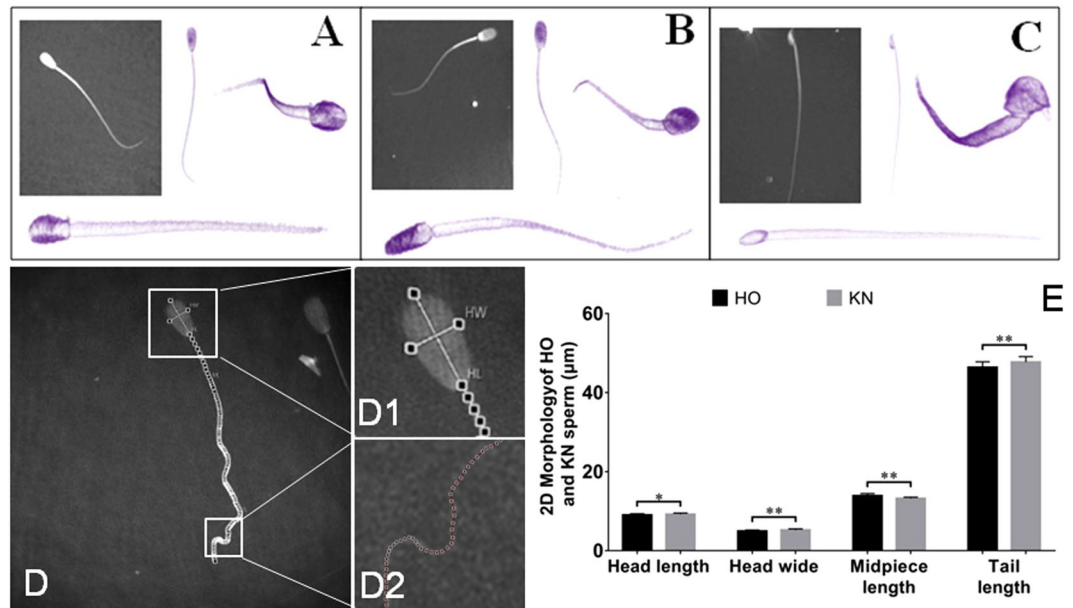 A
B
C
D
HW
HL
D1
D2
E
HO
KN
2D Morphologyof HO
and KN sperm (µm)
60
40
20
0
*
**
**
**
Head length
Head wide
Midpiece
length
Tail
length